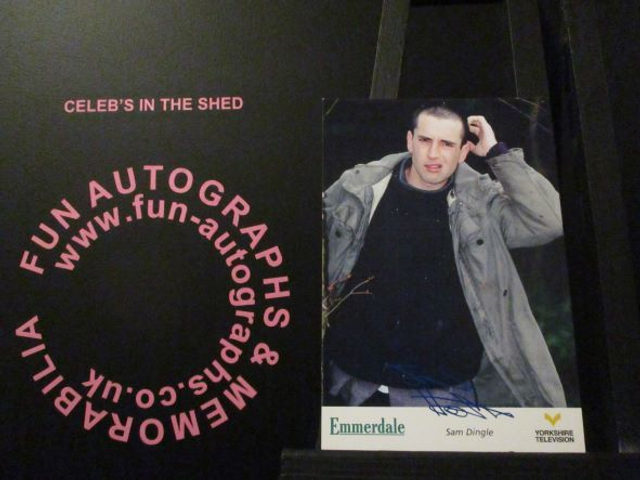 CELEB'S IN THE SHED
FUN AUTOGRAPHS & MEMORABILIA
www.fun-autographs.co.uk
Emmerdale
Sam Dingle
YORKSHIRE
TELEVISION